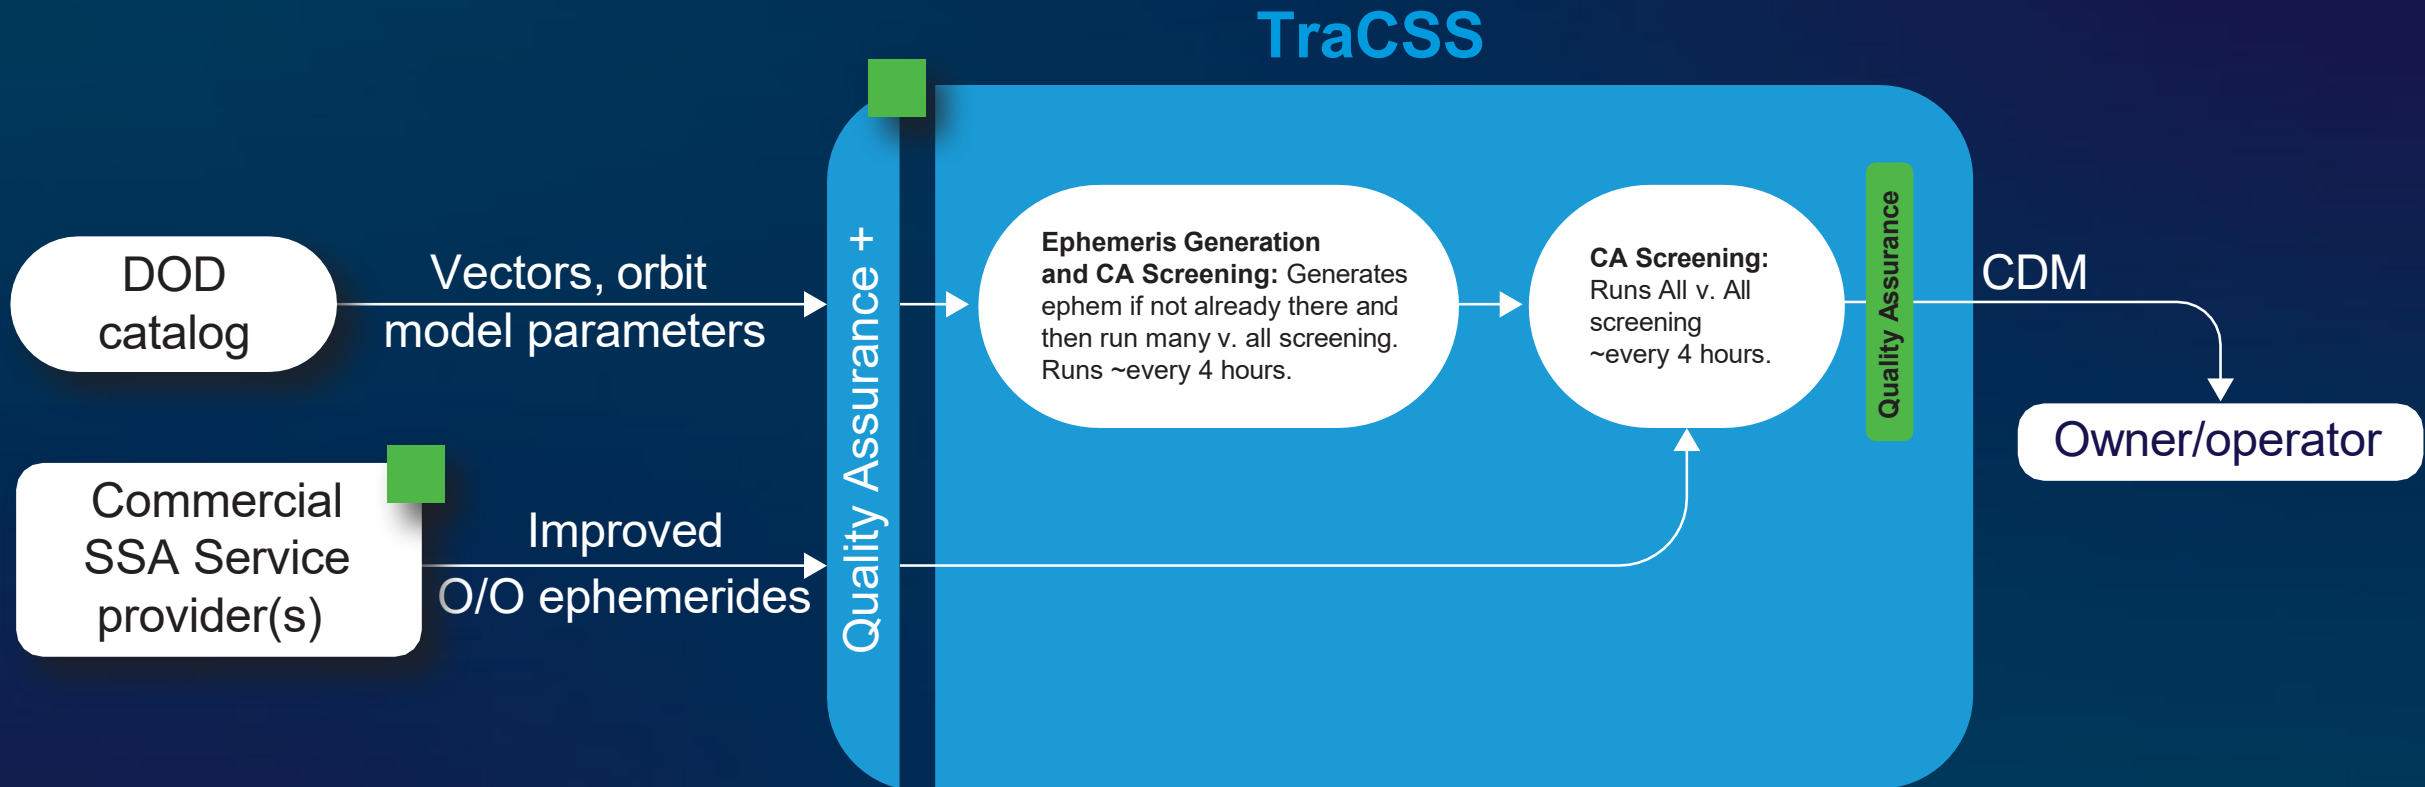 TraCSS
DOD
catalog
Vectors, orbit
model parameters
Commercial
SSA Service
provider(s)
Improved
O/O ephemerides
Quality Assurance +
Ephemeris Generation
and CA Screening: Generates
ephem if not already there and
then run many v. all screening.
Runs ~every 4 hours.
CA Screening:
Runs All v. All
screening
~every 4 hours.
Quality Assurance
CDM
Owner/operator